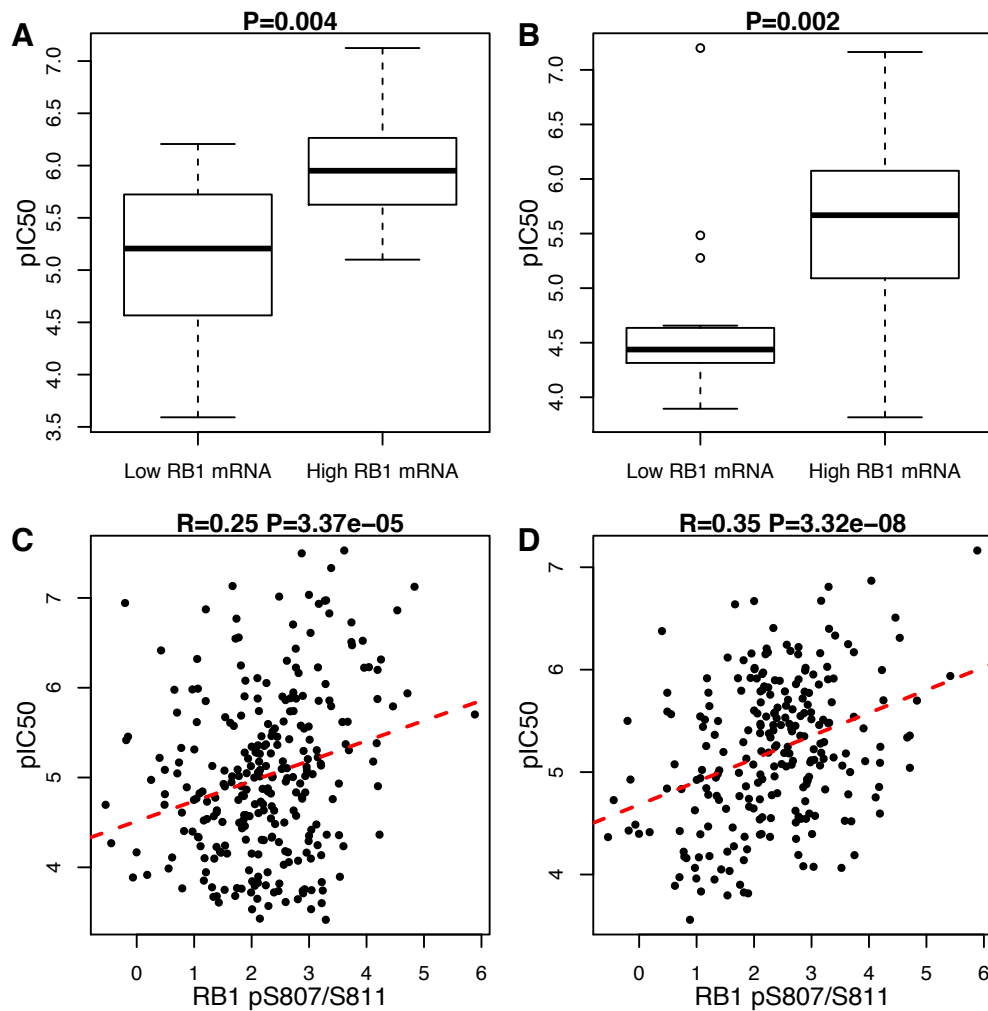 A
P=0.004
pIC50
3.5 4.0 4.5 5.0 5.5 6.0 6.5 7.0
Low RB1 mRNA High RB1 mRNA
B
P=0.002
pIC50
4.0 4.5 5.0 5.5 6.0 6.5 7.0
Low RB1 mRNA High RB1 mRNA
C
R=0.25 P=3.37e−05
pIC50
4 5 6 7
0 1 2 3 4 5 6
RB1 pS807/S811
D
R=0.35 P=3.32e−08
pIC50
4 5 6 7
0 1 2 3 4 5 6
RB1 pS807/S811